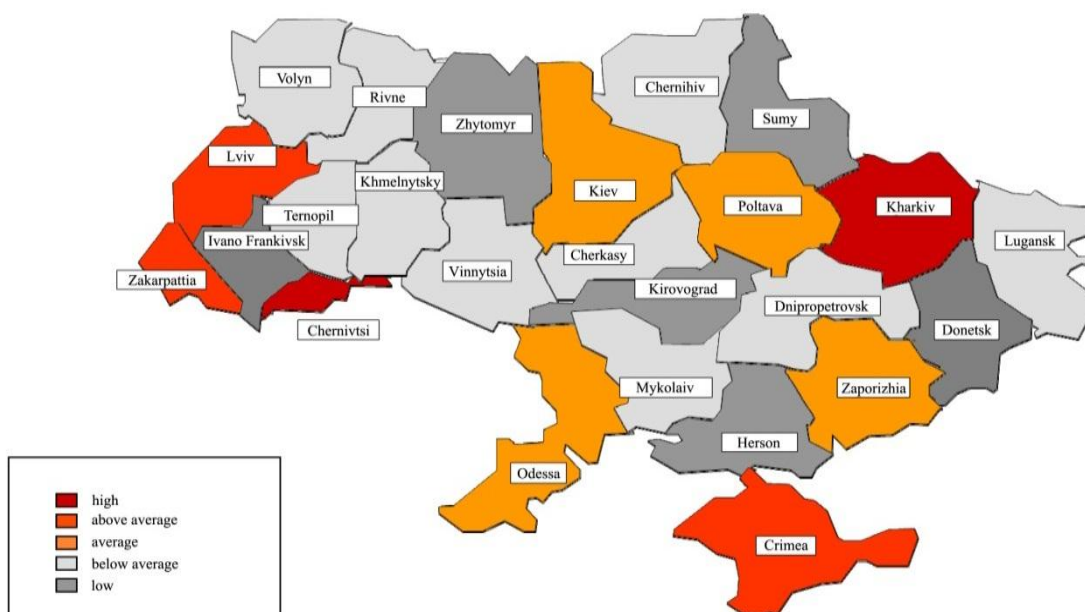 Volyn
Rivne
Chernihiv
Zhytomyr
Sumy
Lviv
Khmelnytsky
Kiev
Poltava
Kharkiv
Ternopil
Ivano Frankivsk
Lugansk
Cherkasy
Vinnytsia
Zakarpattia
Kirovograd
Dnipropetrovsk
Chernivtsi
Donetsk
Mykolaiv
Zaporizhia
Herson
Odessa
Crimea
high
above average
average
below average
low